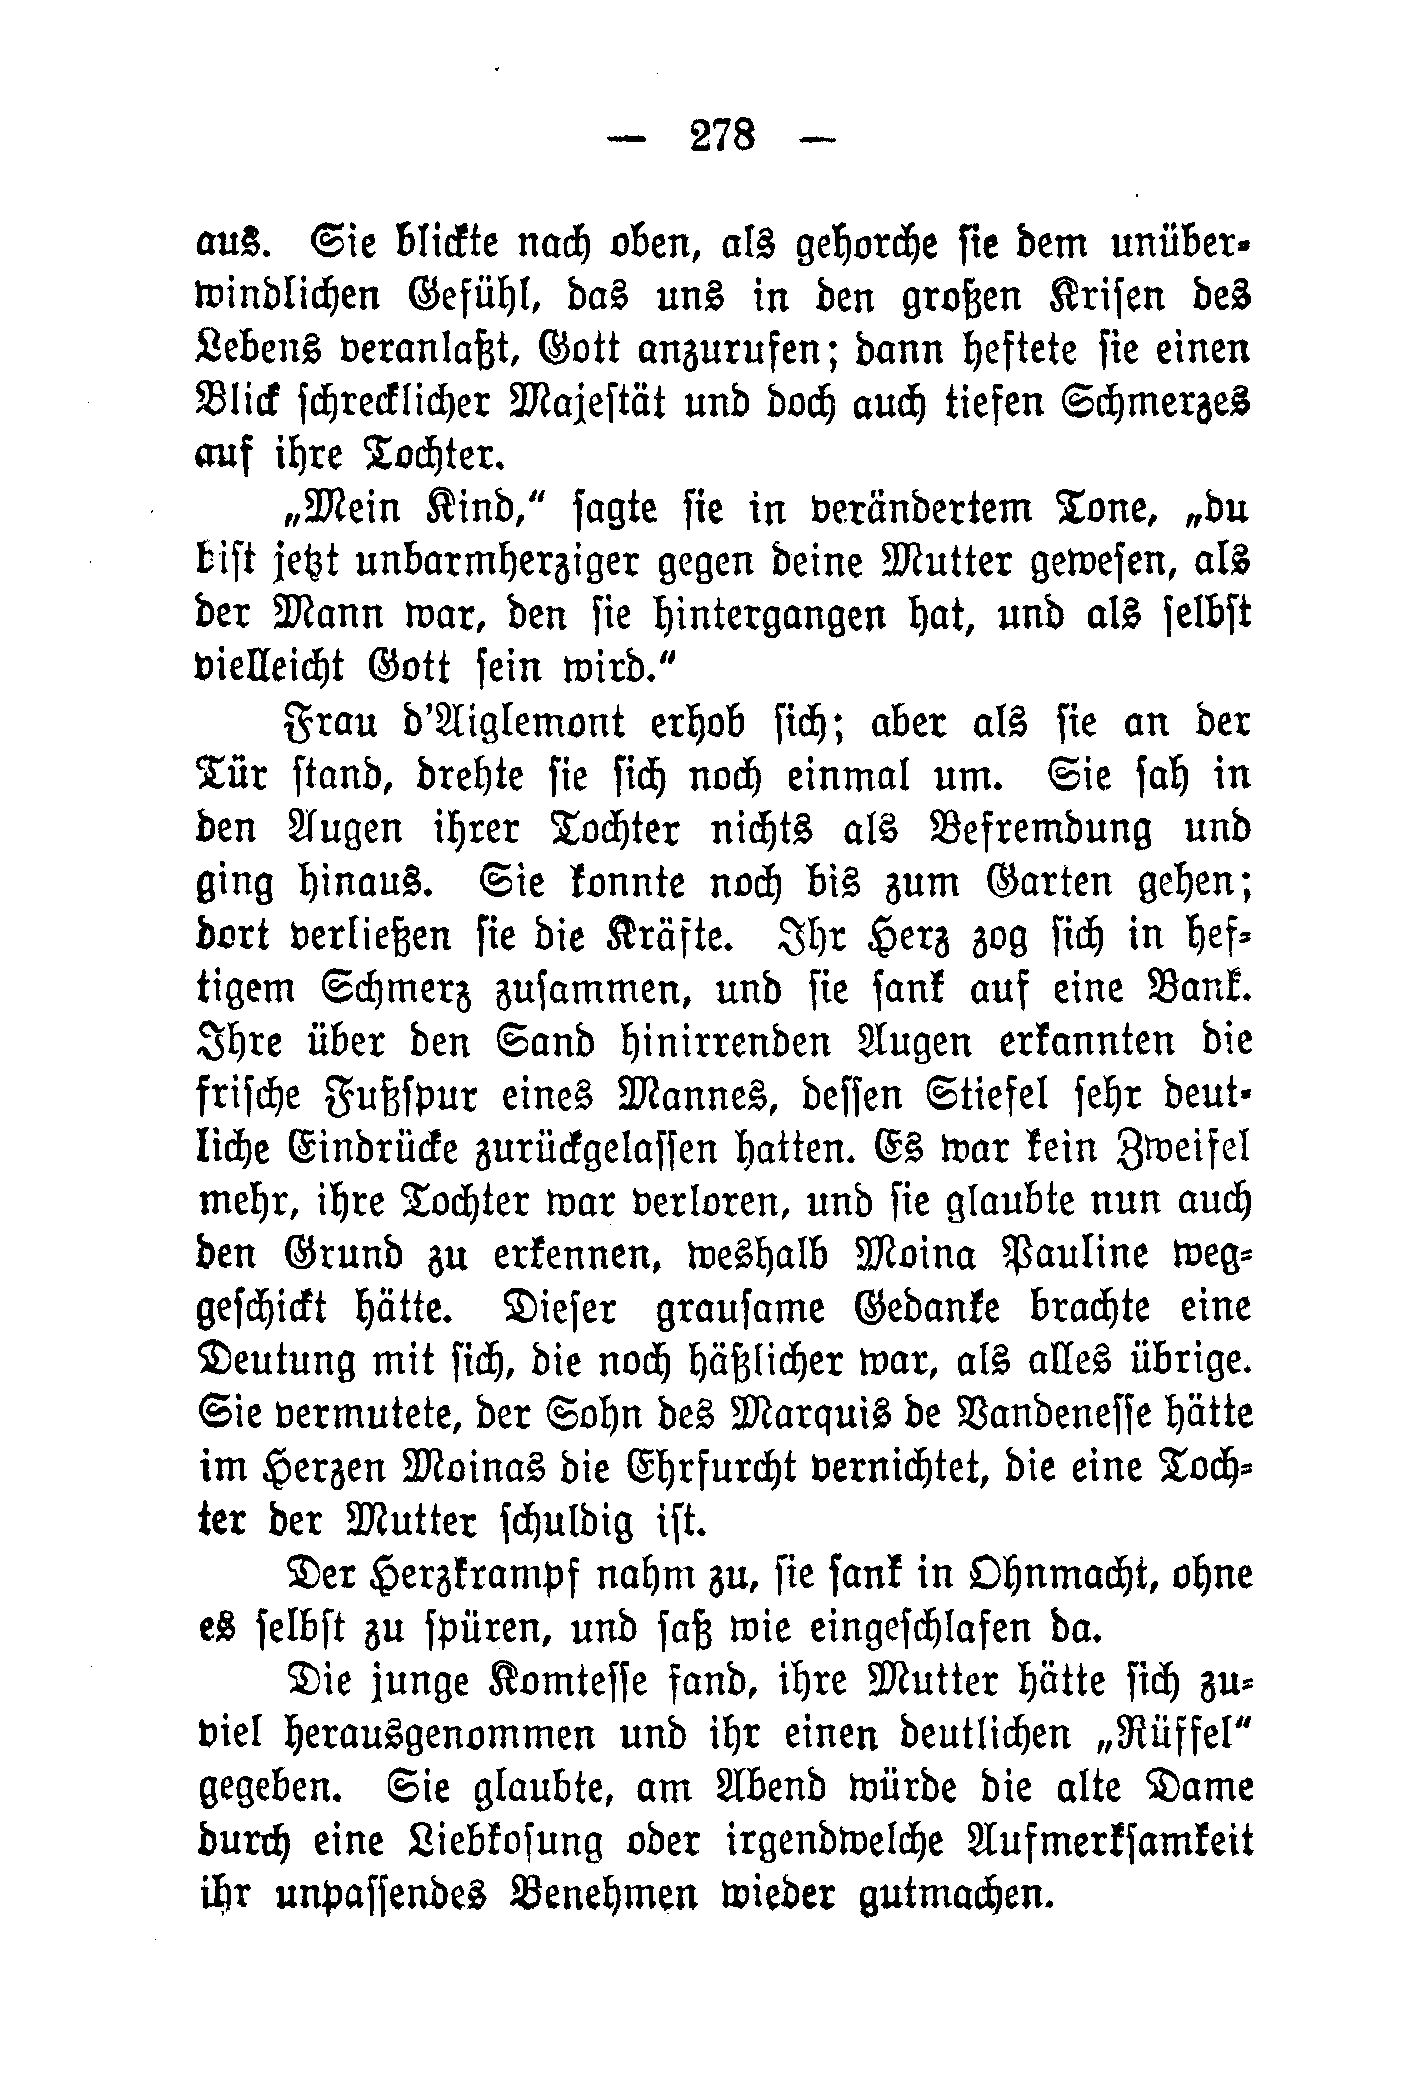 — 278 —
aus. Sie blickte nach oben, als gehorche sie dem unüber-
windlichen Gefühl, das uns in den großen Krisen des
Lebens veranlaßt, Gott anzurufen; dann heftete sie einen
Blick schrecklicher Majestät und doch auch tiefen Schmerzes
auf ihre Tochter.
„Mein Kind,“ sagte sie in verändertem Tone, „du
bist jetzt unbarmherziger gegen deine Mutter gewesen, als
der Mann war, den sie hintergangen hat, und als selbst
vielleicht Gott sein wird.“
Frau d'Aiglemont erhob sich; aber als sie an der
Tür stand, drehte sie sich noch einmal um. Sie sah in
den Augen ihrer Tochter nichts als Befremdung und
ging hinaus. Sie konnte noch bis zum Garten gehen;
dort verließen sie die Kräfte. Ihr Herz zog sich in hef-
tigem Schmerz zusammen, und sie sank auf eine Bank.
Ihre über den Sand hinirrenden Augen erkannten die
frische Fußspur eines Mannes, dessen Stiefel sehr deut-
liche Eindrücke zurückgelassen hatten. Es war kein Zweifel
mehr, ihre Tochter war verloren, und sie glaubte nun auch
den Grund zu erkennen, weshalb Moina Pauline weg-
geschickt hätte. Dieser grausame Gedanke brachte eine
Deutung mit sich, die noch häßlicher war, als alles übrige.
Sie vermutete, der Sohn des Marquis de Vandenesse hätte
im Herzen Moinas die Ehrfurcht vernichtet, die eine Toch-
ter der Mutter schuldig ist.
Der Herzkrampf nahm zu, sie sank in Ohnmacht, ohne
es selbst zu spüren, und saß wie eingeschlafen da.
Die junge Komtesse fand, ihre Mutter hätte sich zu-
viel herausgenommen und ihr einen deutlichen „Rüffel“
gegeben. Sie glaubte, am Abend würde die alte Dame
durch eine Liebkosung oder irgendwelche Aufmerksamkeit
ihr unpassendes Benehmen wieder gutmachen.